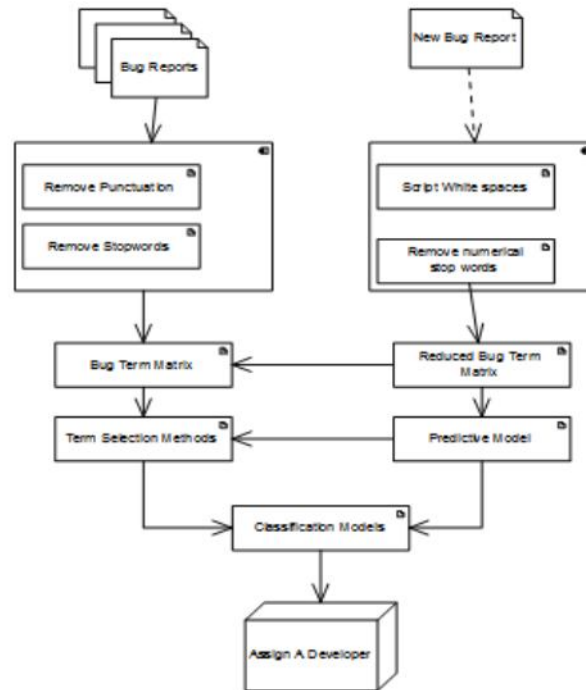 Bug Reports
New Bug Report
Remove Punctuation
Remove Stopwords
Script White spaces
Remove numerical
stop words
Bug Term Matrix
Reduced Bug Term
Matrix
Term Selection Methods
Predictive Model
Classification Models
Assign A Developer